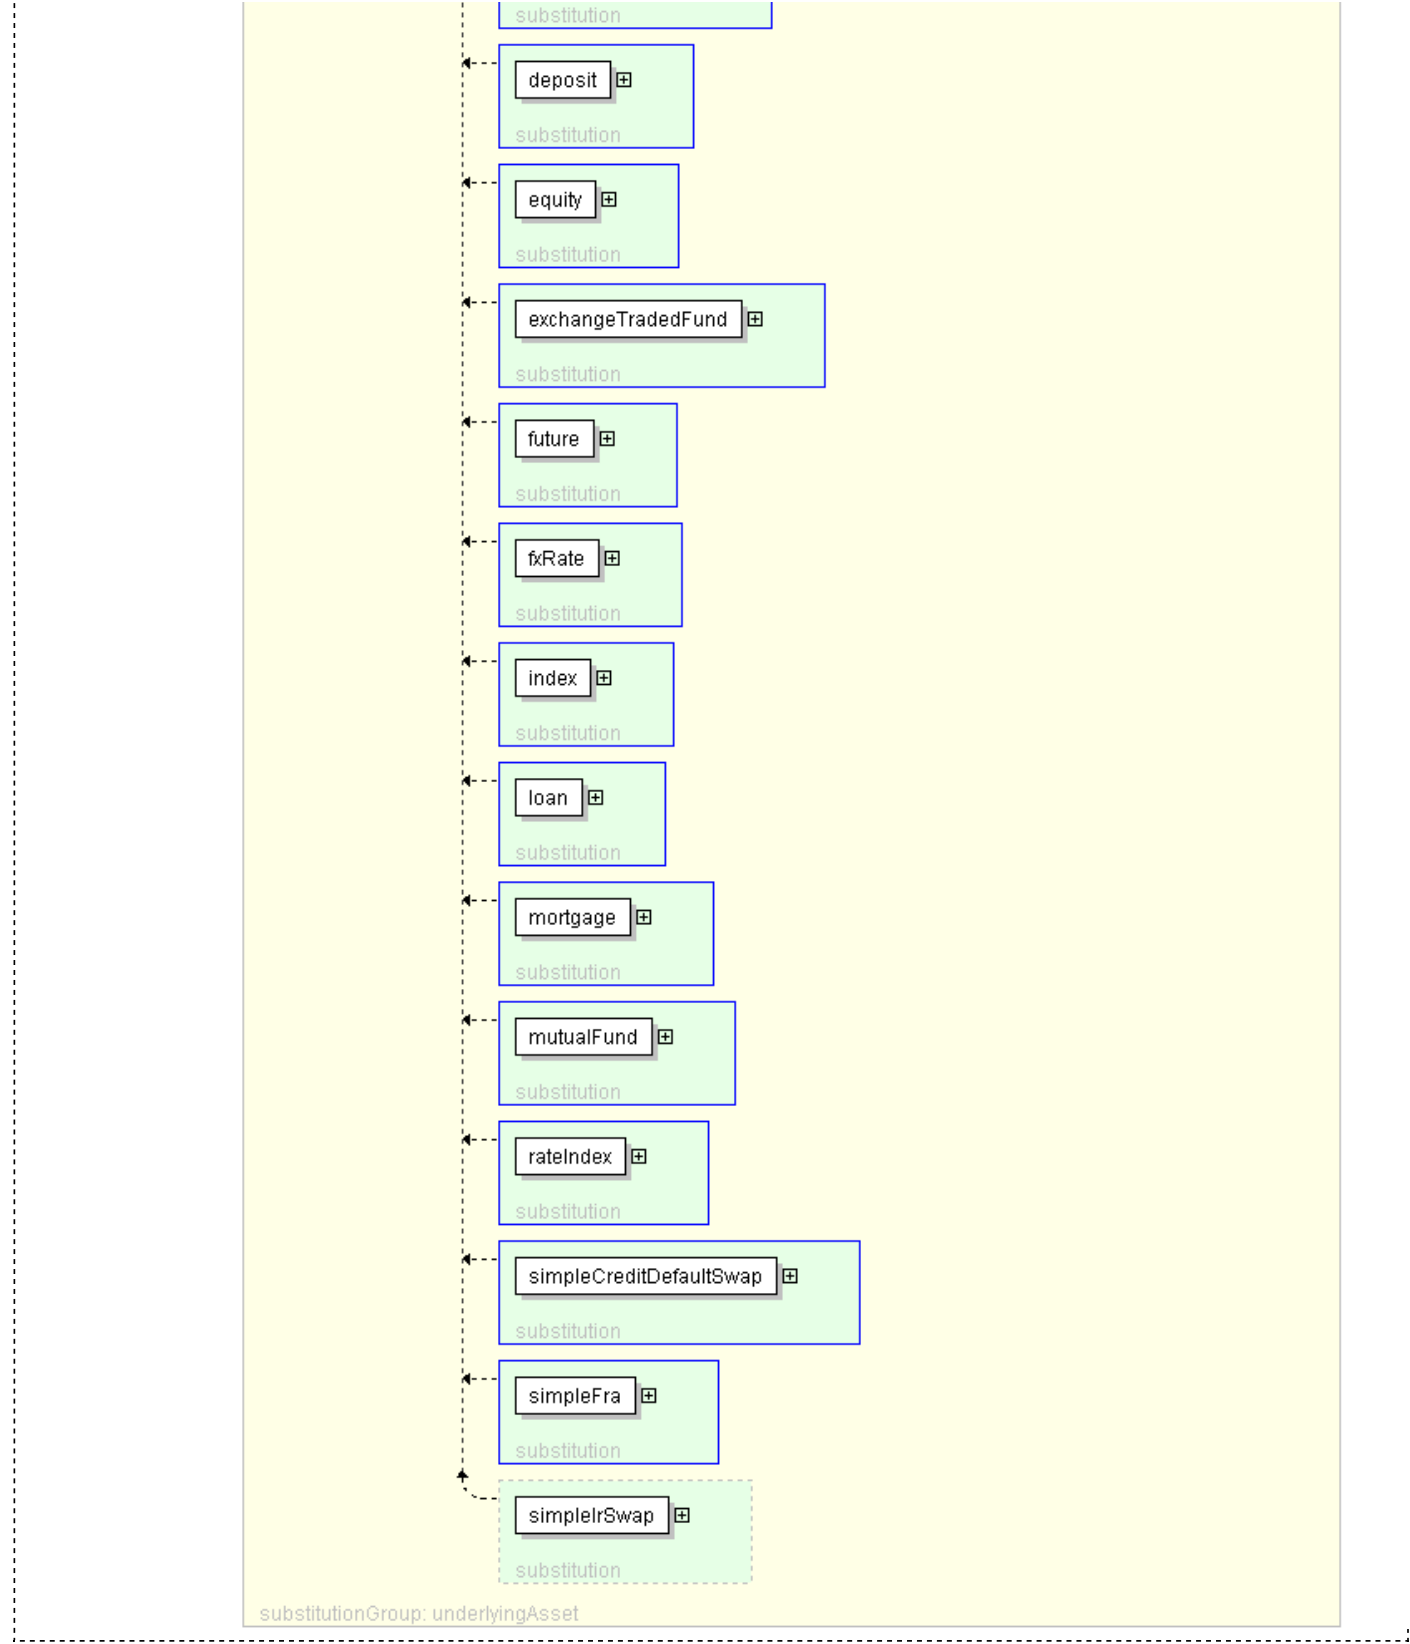 substitution
deposit
substitution
equity
substitution
exchangeTradedFund
substitution
future
substitution
fxRate
substitution
index
substitution
loan
substitution
mortgage
substitution
mutualFund
substitution
rateIndex
substitution
simpleCreditDefaultSwap
substitution
simpleFra
substitution
simpleIrSwap
substitution
substitutionGroup: underlyingAsset